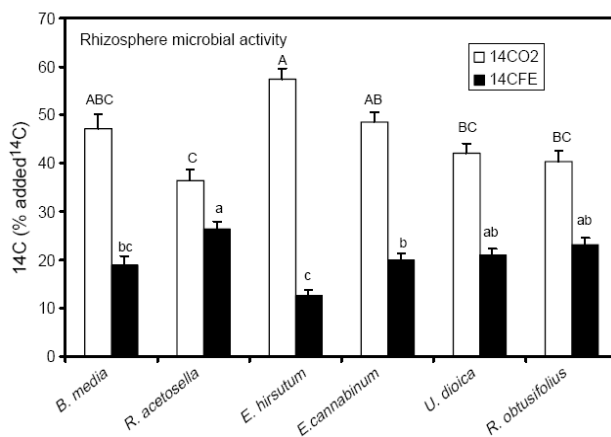 Rhizosphere microbial activity
14CO2
14CFE
14C (% added14C)
70
60
50
40
30
20
10
0
ABC
bc
C
a
A
c
AB
b
BC
ab
BC
ab
B. media
R. acetosella
E. hirsutum
E.cannabinum
U. dioica
R. obtusifolius